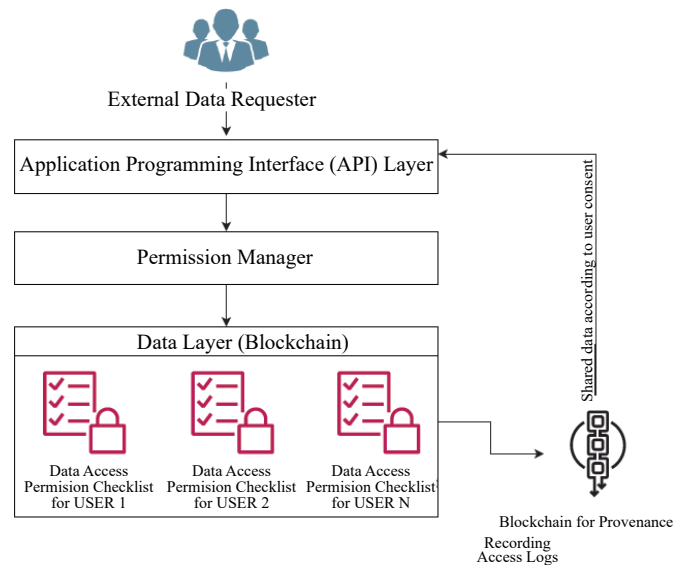 External Data Requester
Application Programming Interface (API) Layer
Permission Manager
Data Layer (Blockchain)
Data Access
Permision Checklist
for USER 1
Data Access
Permision Checklist
for USER 2
Data Access
Permision Checklist
for USER N
Shared data according to user consent
Blockchain for Provenance
Recording
Access Logs